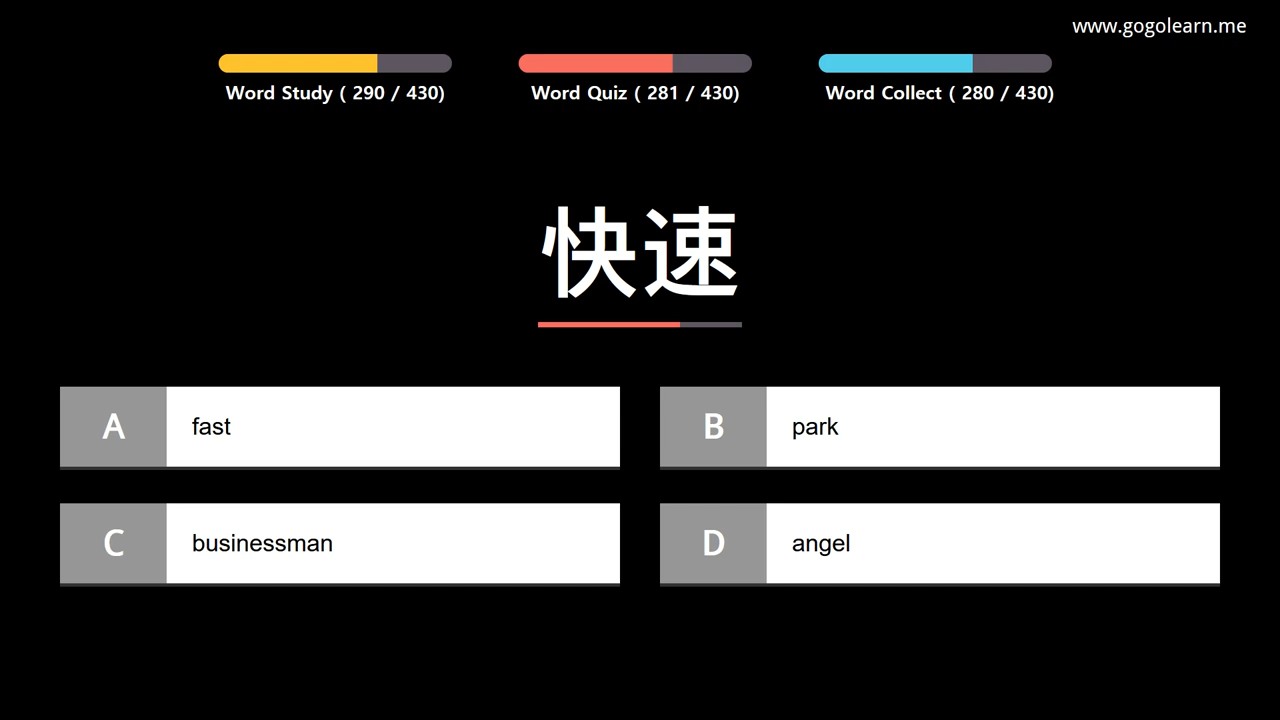 www.gogolearn.me
Word Study ( 290 / 430)
Word Quiz ( 281 / 430)
Word Collect ( 280 / 430)
快速
A fast
B park
C businessman
D angel